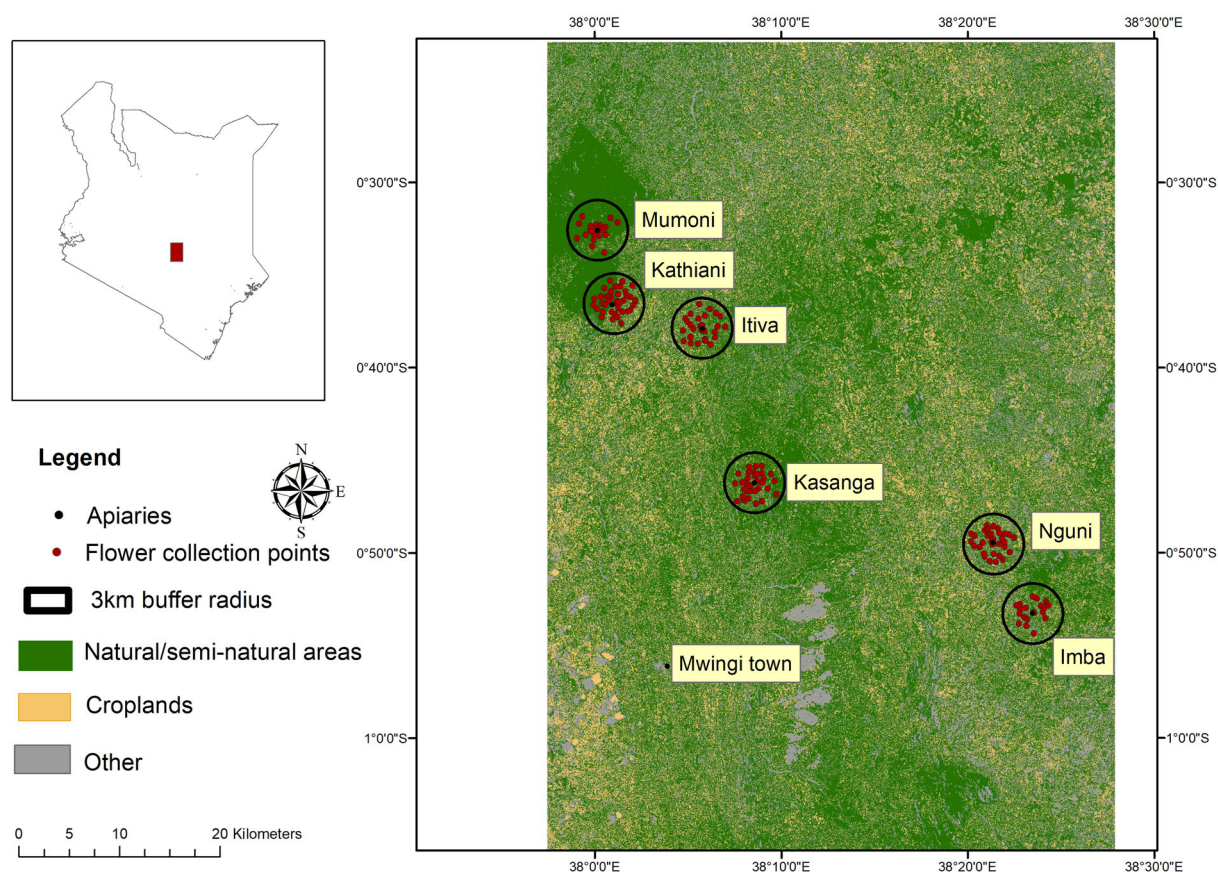 38°0'0"E
38°10'0"E
38°20'0"E
38°30'0"E
0°30'0"S
0°30'0"S
Mumoni
Kathiani
Itiva
0°40'0"S
0°40'0"S
Legend
N
E
S
Apiaries
Flower collection points
3km buffer radius
Natural/semi-natural areas
Croplands
Other
0 5 10 20 Kilometers
Kasanga
Nguni
0°50'0"S
0°50'0"S
Imba
Mwingi town
1°0'0"S
1°0'0"S
38°0'0"E
38°10'0"E
38°20'0"E
38°30'0"E